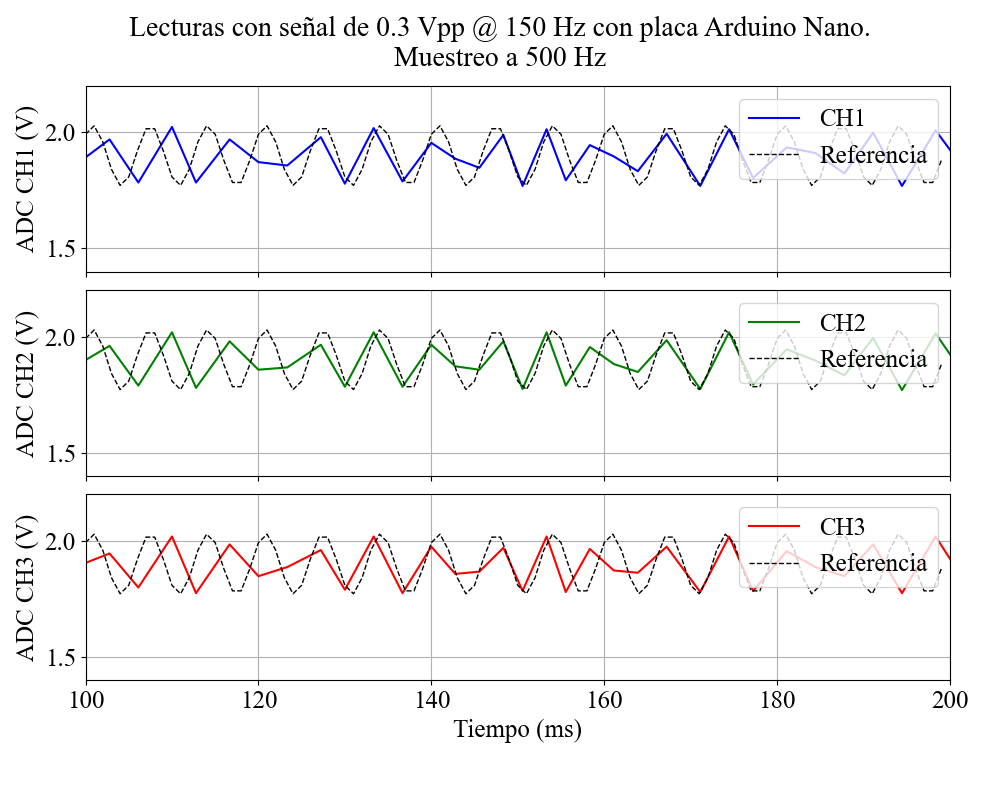 Lecturas con señal de 0.3 Vpp @ 150 Hz con placa Arduino Nano.
Muestreo a 500 Hz
ADC CH1 (V)
2.0
1.5
CH1
Referencia
ADC CH2 (V)
2.0
1.5
CH2
Referencia
ADC CH3 (V)
2.0
1.5
CH3
Referencia
100 120 140 160 180 200
Tiempo (ms)